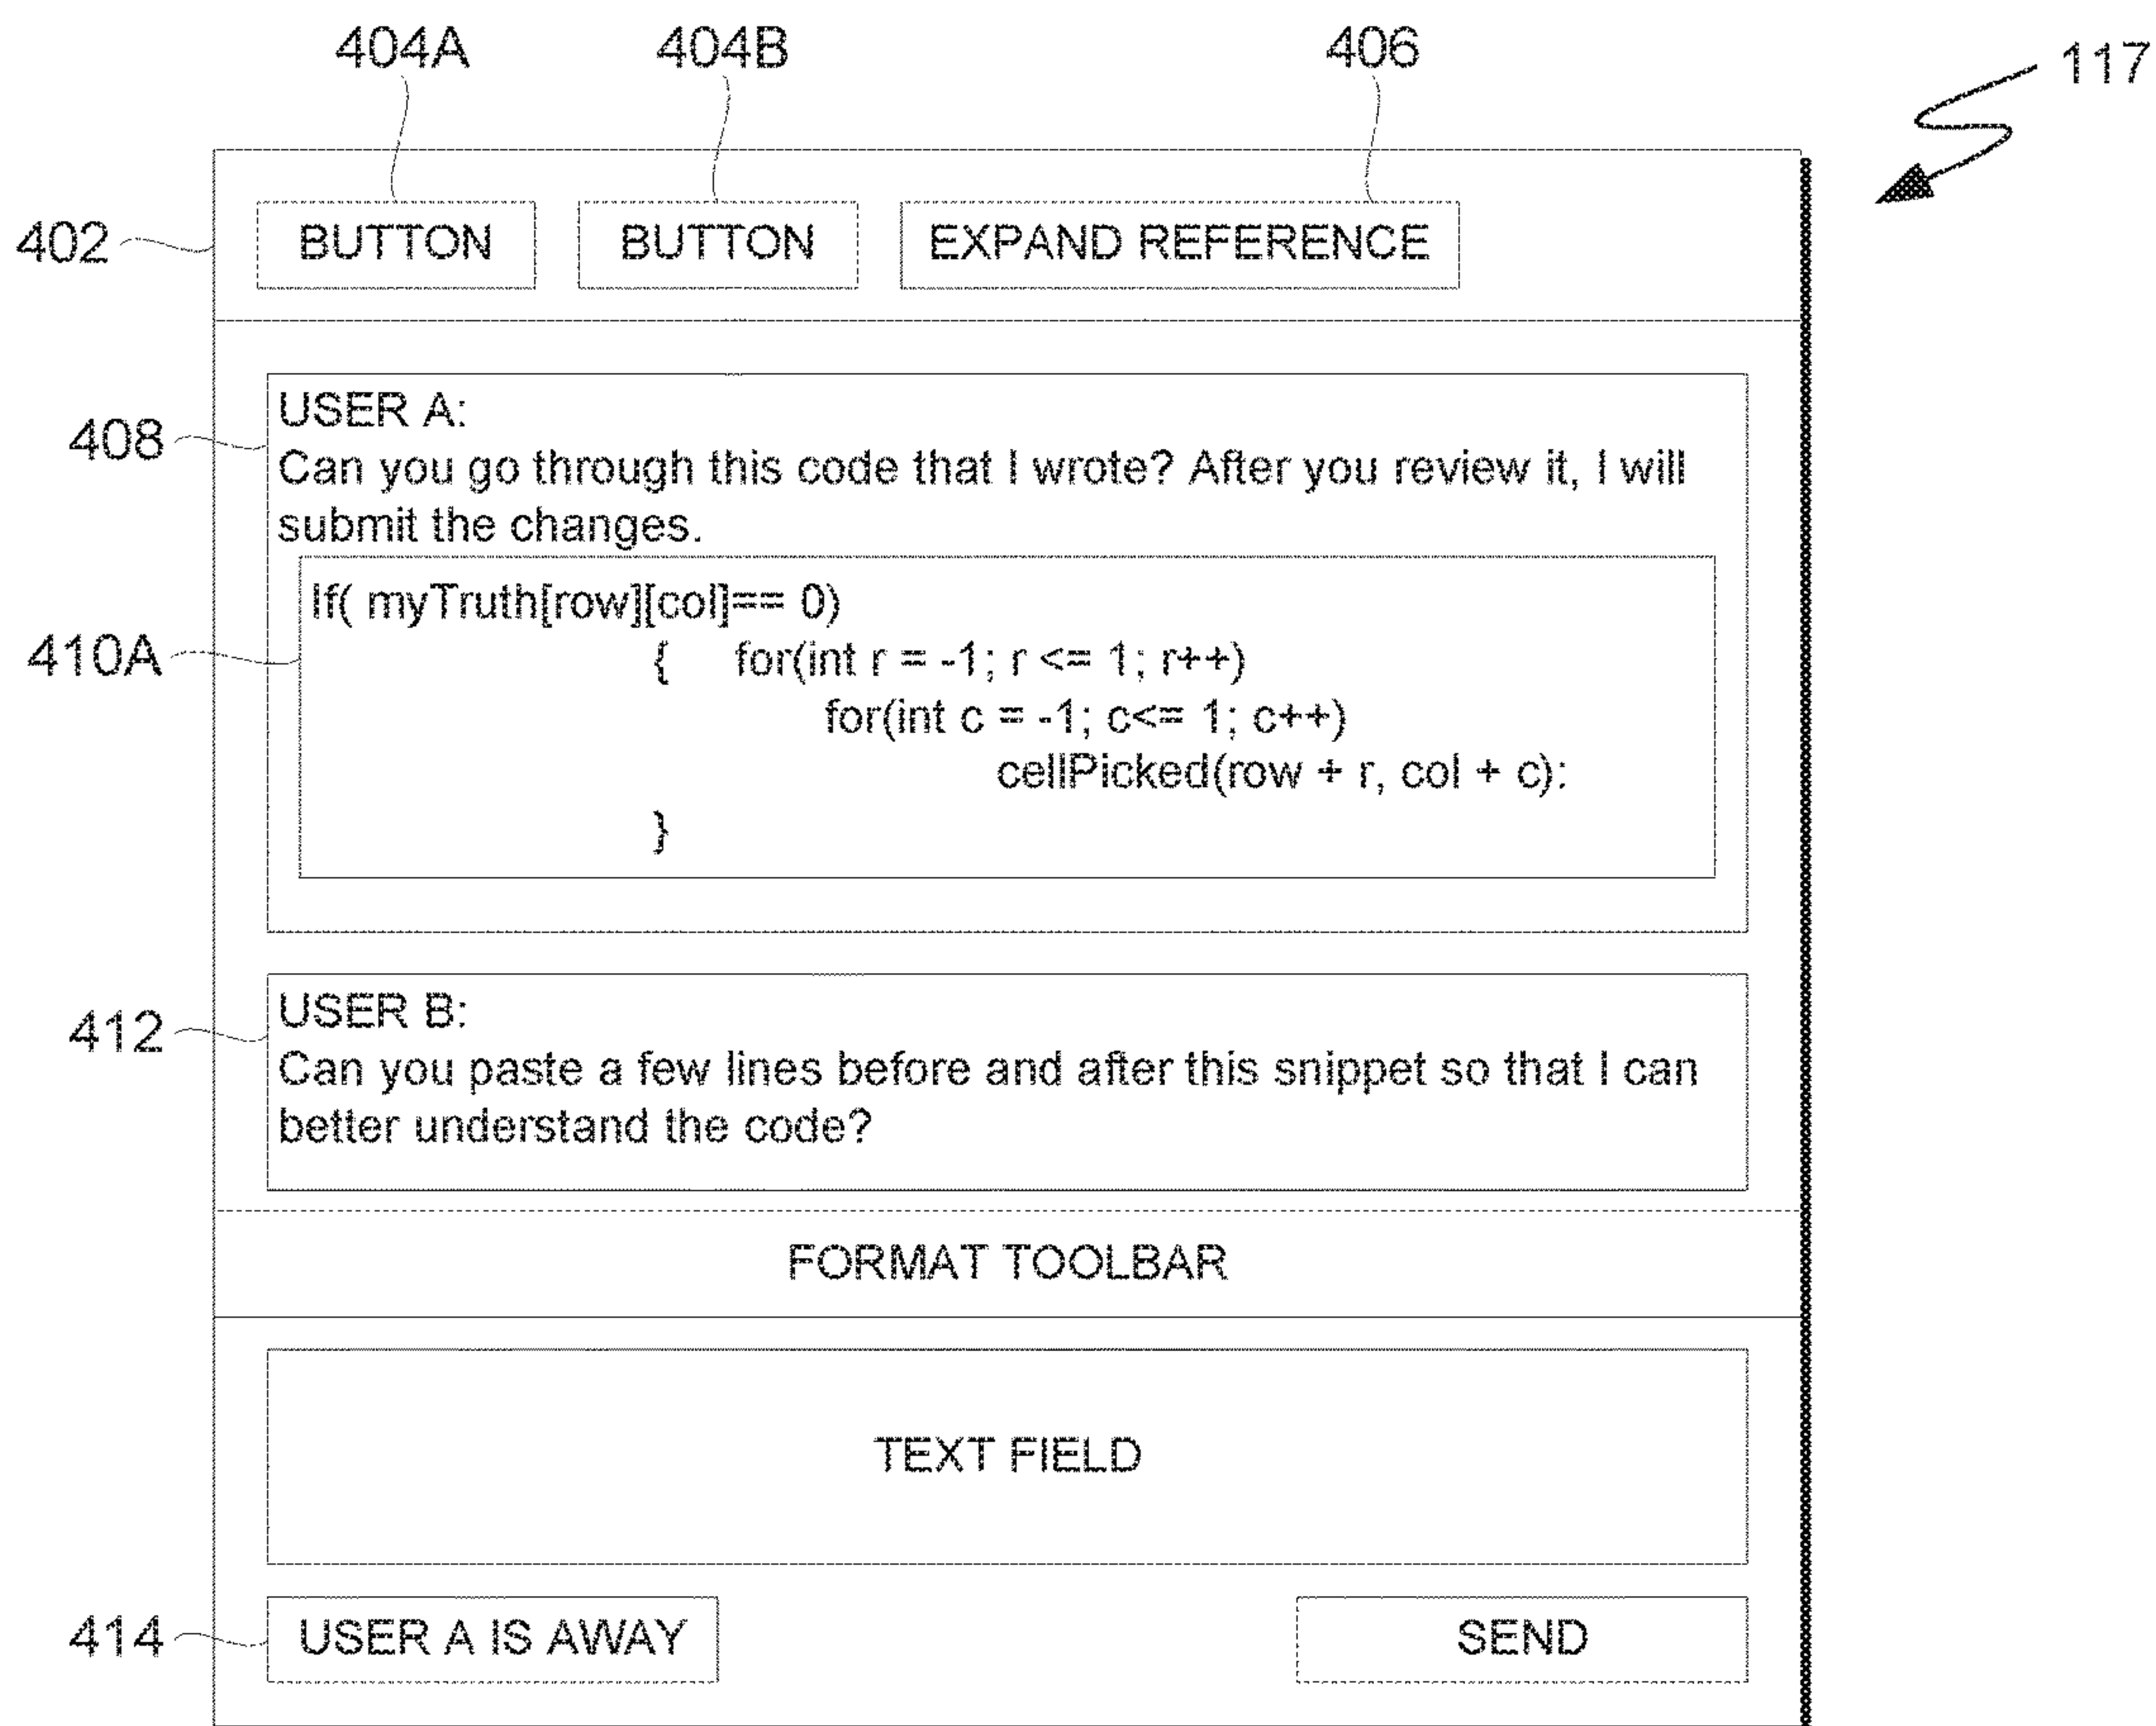 404A 404B 406 117
402 BUTTON BUTTON EXPAND REFERENCE
USER A:
408
Can you go through this code that I wrote? After you review it, I will
submit the changes.
If( myTruth[row][col]== 0)
410A { for(int r = -1; r <= 1; r++)
for(int c = -1; c<= 1; c++)
cellPicked(row + r, col + c):
}
USER B:
412
Can you paste a few lines before and after this snippet so that I can
better understand the code?
FORMAT TOOLBAR
TEXT FIELD
414 USER A IS AWAY SEND